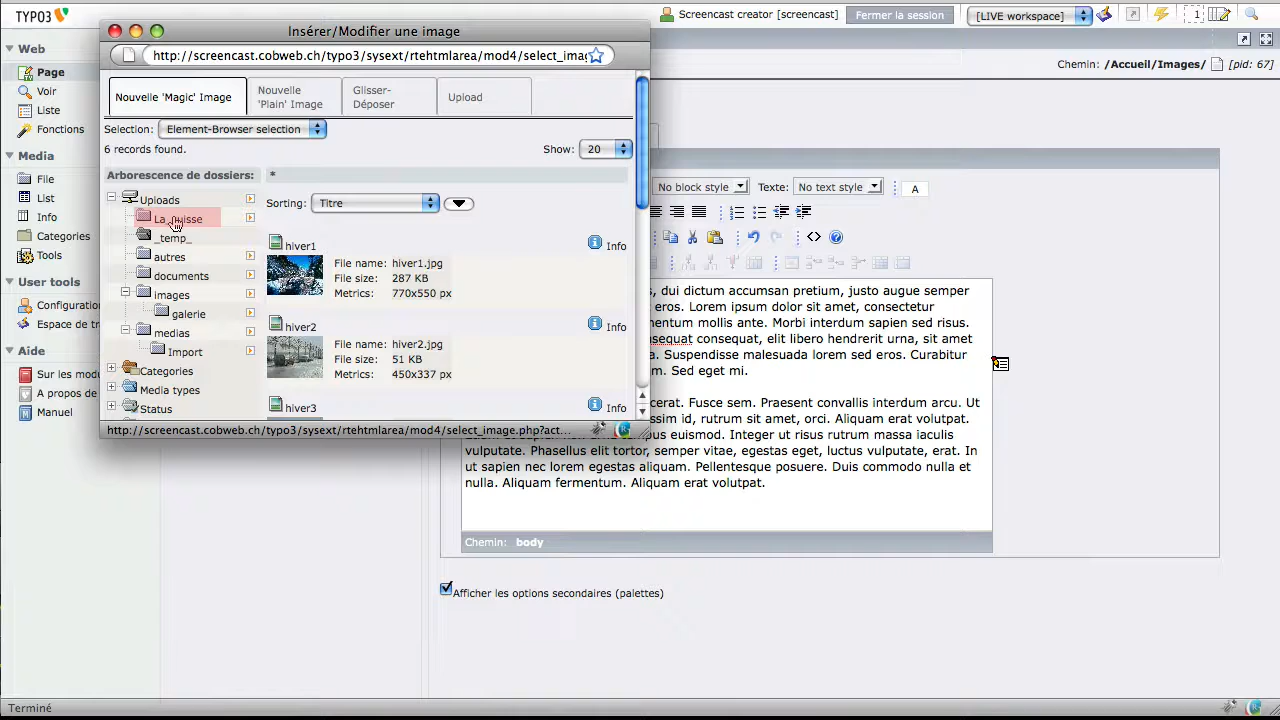 TYPO3
Screencast creator [screencast]
Fermer la session
[LIVE workspace]
1
Chemin: /Accueil/Images/ [pid: 67]
Web
Page
Voir
Liste
Fonctions
Media
File
List
Info
Categories
Tools
User tools
Configuration
Espace de tr
Aide
Sur les mod
A propos de
Manuel
Insérer/Modifier une image
http://screencast.cobweb.ch/typo3/sysext/rtehtmlarea/mod4/select_imag
Nouvelle 'Magic' Image
Nouvelle
'Plain' Image
Glisser-
Déposer
Upload
Selection: Element-Browser selection
6 records found.
Show: 20
Arborescence de dossiers:
*
Uploads
_temp_
autres
documents
images
galerie
medias
Import
Categories
Media types
Status
Sorting: Titre
hiver1
Info
File name: hiver1.jpg
File size: 287 KB
Metrics: 770x550 px
hiver2
Info
File name: hiver2.jpg
File size: 51 KB
Metrics: 450x337 px
hiver3
Info
http://screencast.cobweb.ch/typo3/sysext/rtehtmlarea/mod4/select_image.php?act...
No block style
Texte: No text style
A
, dui dictum accumsan pretium, justo augue semper
eros. Lorem ipsum dolor sit amet, consectetur
mentum mollis ante. Morbi interdum sapien sed risus.
sequat consequat, elit libero hendrerit urna, sit amet
a. Suspendisse malesuada lorem sed eros. Curabitur
m. Sed eget mi.
cerat. Fusce sem. Praesent convallis interdum arcu. Ut
ssim id, rutrum sit amet, orci. Aliquam erat volutpat.
pus euismod. Integer ut risus rutrum massa iaculis
vulputate. Phasellus elit tortor, semper vitae, egestas eget, luctus vulputate, erat. In
ut sapien nec lorem egestas aliquam. Pellentesque posuere. Duis commodo nulla et
nulla. Aliquam fermentum. Aliquam erat volutpat.
Chemin: body
Afficher les options secondaires (palettes)
Terminé